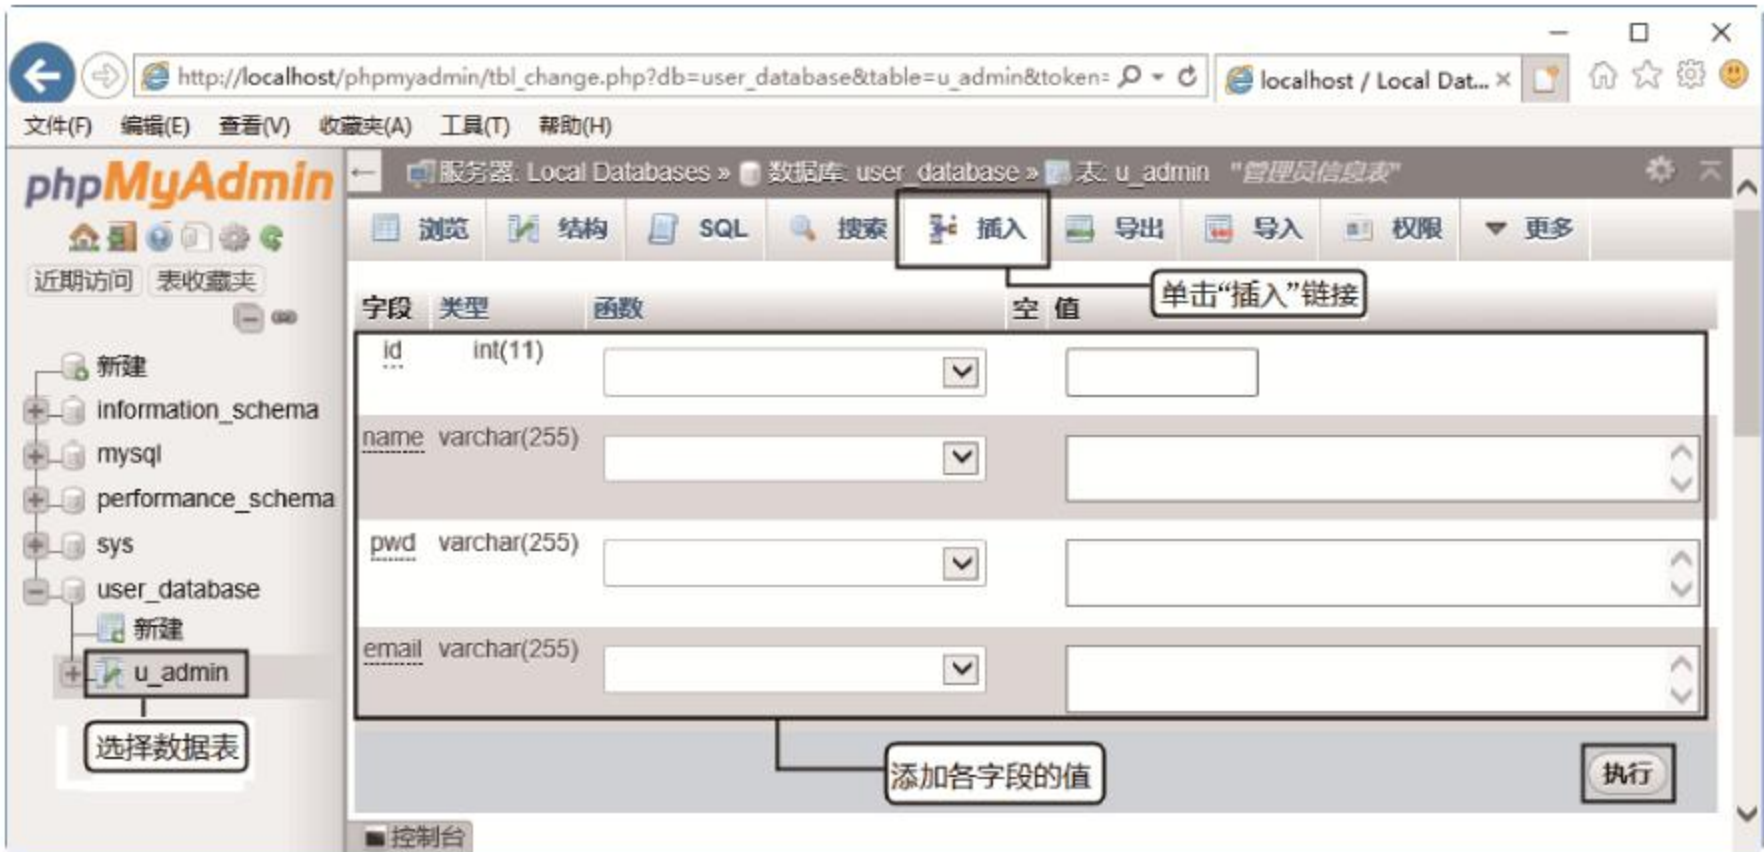 http://localhost/phpmyadmin/tbl_change.php?db=user_database&table=u_admin&token=
localhost / Local Dat...
文件(F) 编辑(E) 查看(V) 收藏夹(A) 工具(T) 帮助(H)
phpMyAdmin
服务器: Local Databases » 数据库: user_database » 表: u_admin "管理员信息表"
浏览 结构 SQL 搜索 插入 导出 导入 权限 更多
近期访问 表收藏夹
单击“插入”链接
字段 类型 函数 空 值
id int(11)
name varchar(255)
pwd varchar(255)
email varchar(255)
新建
information_schema
mysql
performance_schema
sys
user_database
新建
u_admin
选择数据表
添加各字段的值
执行
控制台